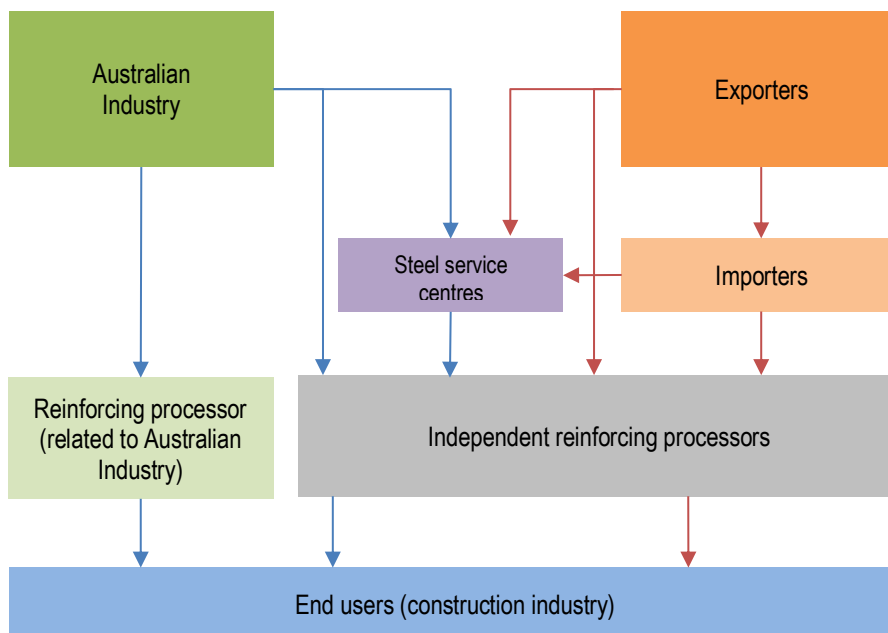 Australian
Industry
Exporters
Steel service
centres
Importers
Reinforcing processor
(related to Australian
Industry)
Independent reinforcing processors
End users (construction industry)